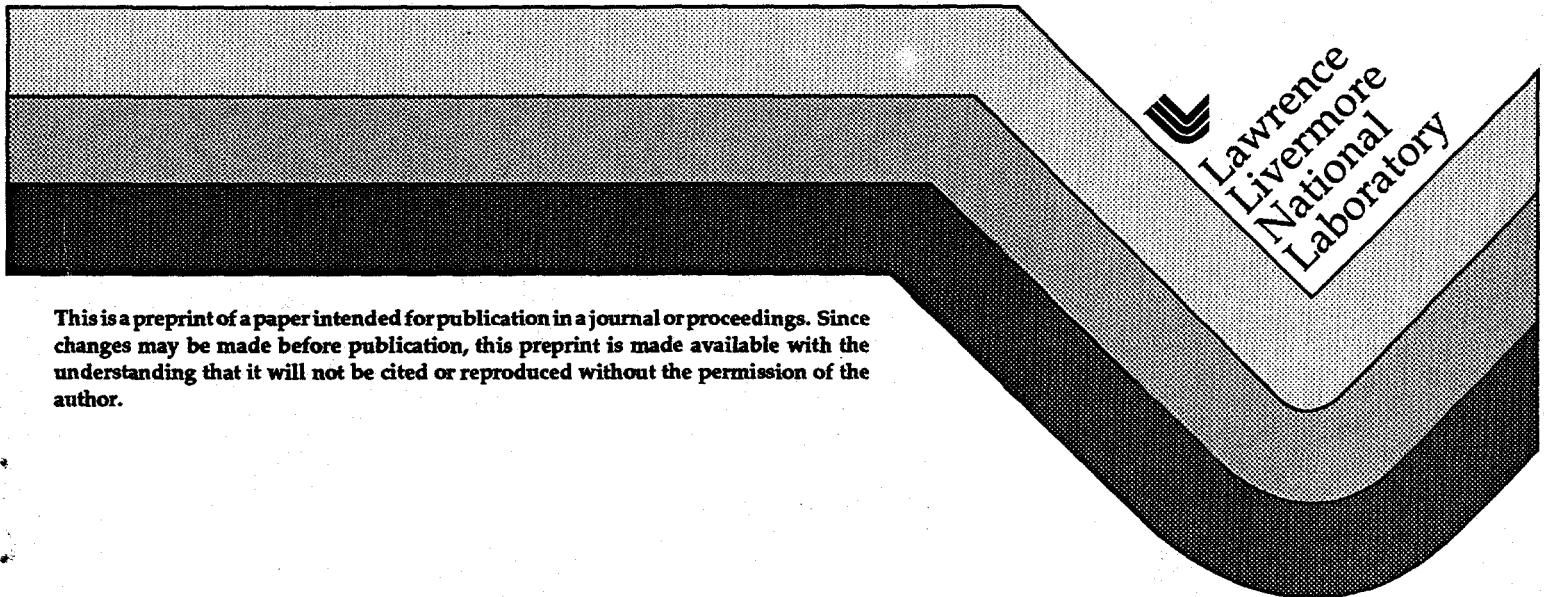 Lawrence
Livermore
National
Laboratory
This is a preprint of a paper intended for publication in a journal or proceedings. Since
changes may be made before publication, this preprint is made available with the
understanding that it will not be cited or reproduced without the permission of the
author.